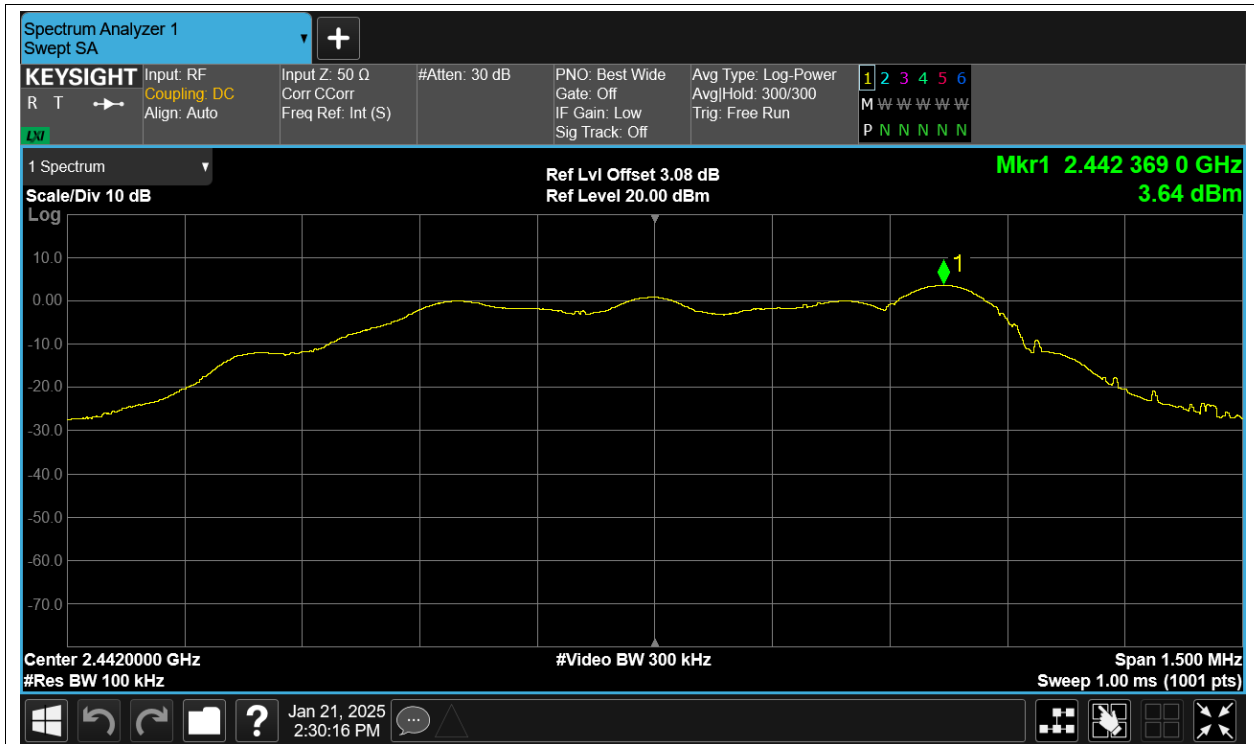 Spectrum Analyzer 1
Swept SA
KEYSIGHT
R T
LXI
Input: RF
Coupling: DC
Align: Auto
Input Z: 50 Ω
Corr CCorr
Freq Ref: Int (S)
#Atten: 30 dB
PNO: Best Wide
Gate: Off
IF Gain: Low
Sig Track: Off
Avg Type: Log-Power
Avg|Hold: 300/300
Trig: Free Run
1 2 3 4 5 6
M W W W W W
P N N N N N
1 Spectrum
Scale/Div 10 dB
Log
Ref Lvl Offset 3.08 dB
Ref Level 20.00 dBm
Mkr1 2.442 369 0 GHz
3.64 dBm
1
10.0
0.00
-10.0
-20.0
-30.0
-40.0
-50.0
-60.0
-70.0
Center 2.4420000 GHz
#Res BW 100 kHz
#Video BW 300 kHz
Span 1.500 MHz
Sweep 1.00 ms (1001 pts)
?
Jan 21, 2025
2:30:16 PM